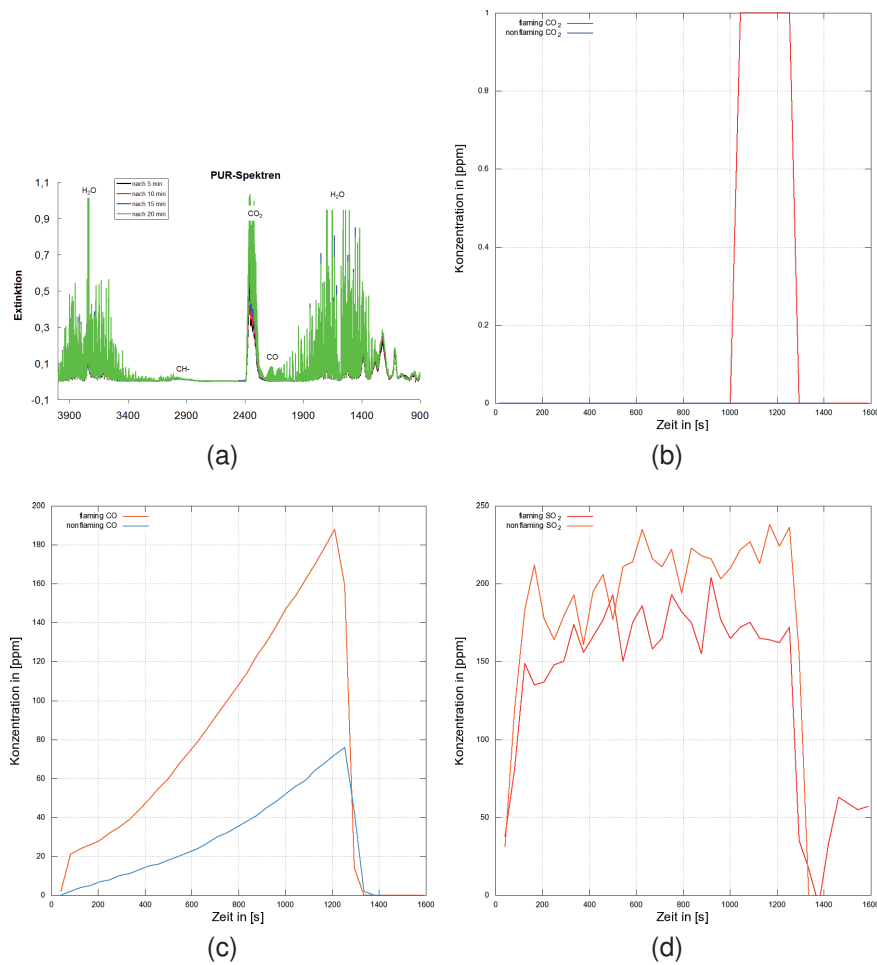 PUR-Spektren
nach 5 min
nach 10 min
nach 15 min
nach 20 min
H₂O
CO₂
H₂O
CH-
CO
Extinktion
1,1
0,9
0,7
0,5
0,3
0,1
-0,1
3900 3400 2900 2400 1900 1400 900
(a)
flaming CO₂
nonflaming CO₂
Konzentration in [ppm]
1
0.8
0.6
0.4
0.2
0
0 200 400 600 800 1000 1200 1400 1600
Zeit in [s]
(b)
flaming CO
nonflaming CO
Konzentration in [ppm]
200
180
160
140
120
100
80
60
40
20
0
0 200 400 600 800 1000 1200 1400 1600
Zeit in [s]
(c)
flaming SO₂
nonflaming SO₂
Konzentration in [ppm]
250
200
150
100
50
0
0 200 400 600 800 1000 1200 1400 1600
Zeit in [s]
(d)